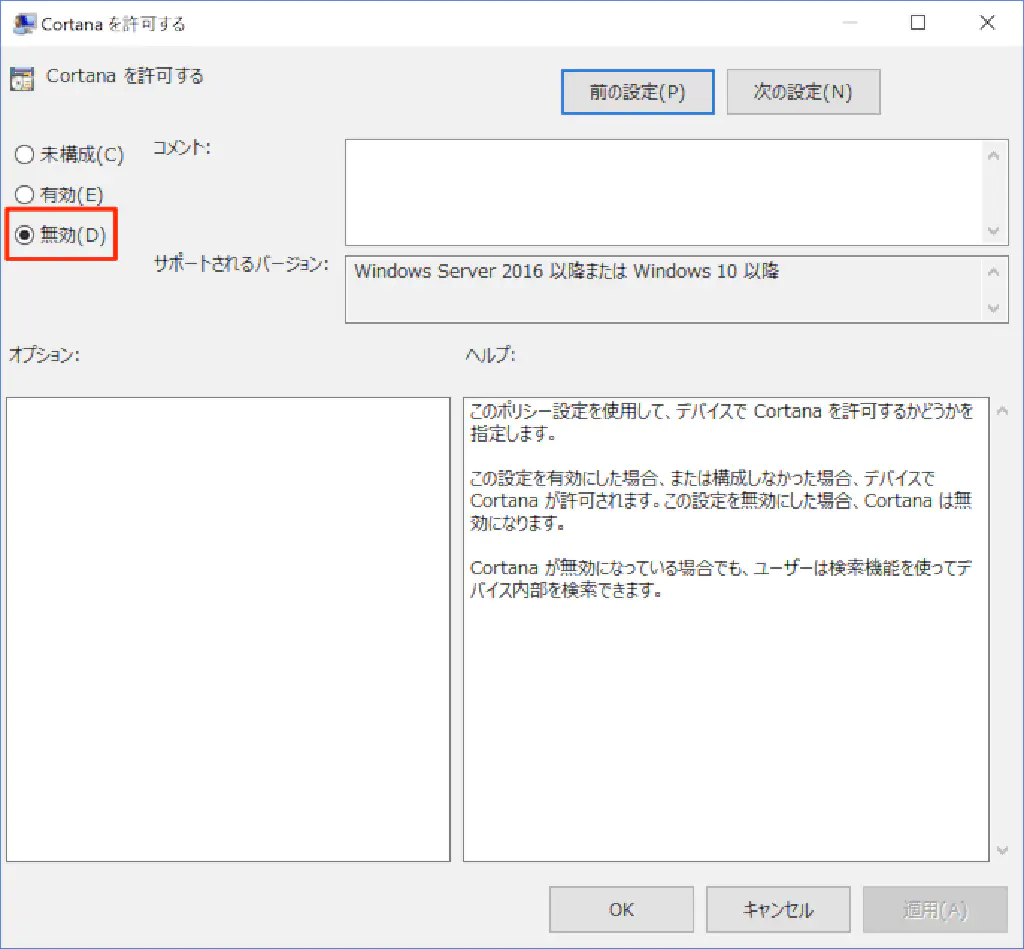 Cortana を許可する
Cortana を許可する
前の設定(P)
次の設定(N)
未構成(C)
有効(E)
無効(D)
コメント:
サポートされるバージョン:
Windows Server 2016 以降または Windows 10 以降
オプション:
ヘルプ:
このポリシー設定を使用して、デバイスで Cortana を許可するかどうかを
指定します。
この設定を有効にした場合、または構成しなかった場合、デバイスで
Cortana が許可されます。この設定を無効にした場合、Cortana は無
効になります。
Cortana が無効になっている場合でも、ユーザーは検索機能を使ってデ
バイス内部を検索できます。
OK
キャンセル
適用(A)